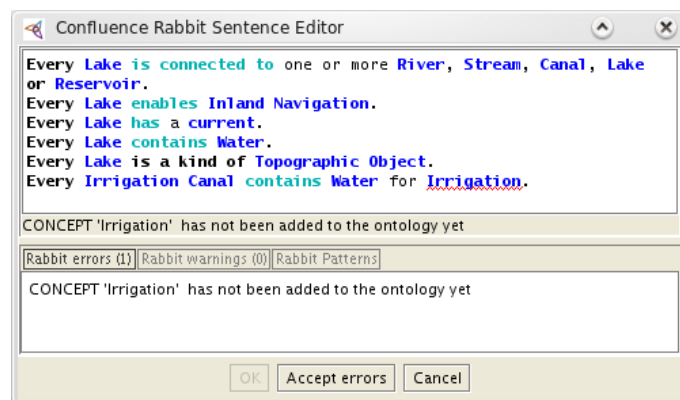 Confluence Rabbit Sentence Editor
Every Lake is connected to one or more River, Stream, Canal, Lake
or Reservoir.
Every Lake enables Inland Navigation.
Every Lake has a current.
Every Lake contains Water.
Every Lake is a kind of Topographic Object.
Every Irrigation Canal contains Water for Irrigation.
CONCEPT 'Irrigation' has not been added to the ontology yet
Rabbit errors (1) Rabbit warnings (0) Rabbit Patterns
CONCEPT 'Irrigation' has not been added to the ontology yet
OK Accept errors Cancel